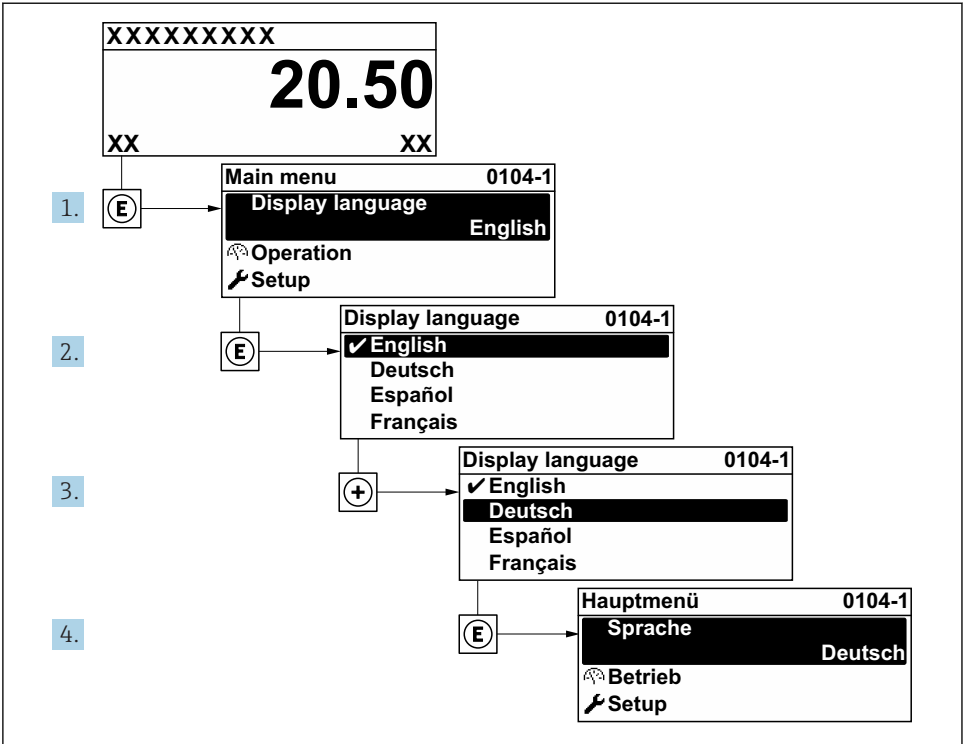 XXXXXXXXX
20.50
XX XX
1. E
Main menu 0104-1
Display language
English
Operation
Setup
2. E
Display language 0104-1
✔ English
Deutsch
Español
Français
3. +
Display language 0104-1
✔ English
Deutsch
Español
Français
4. E
Hauptmenü 0104-1
Sprache
Deutsch
Betrieb
Setup